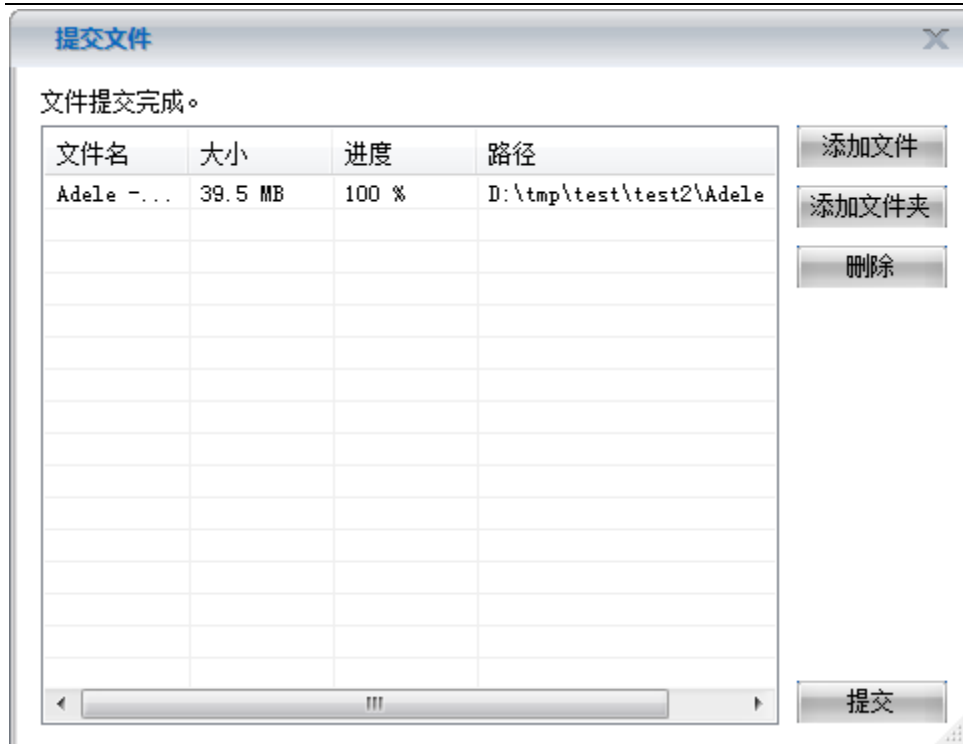 提交文件
文件提交完成。
文件名 大小 进度 路径
Adele -... 39.5 MB 100 % D:\tmp\test\test2\Adele
添加文件
添加文件夹
删除
提交